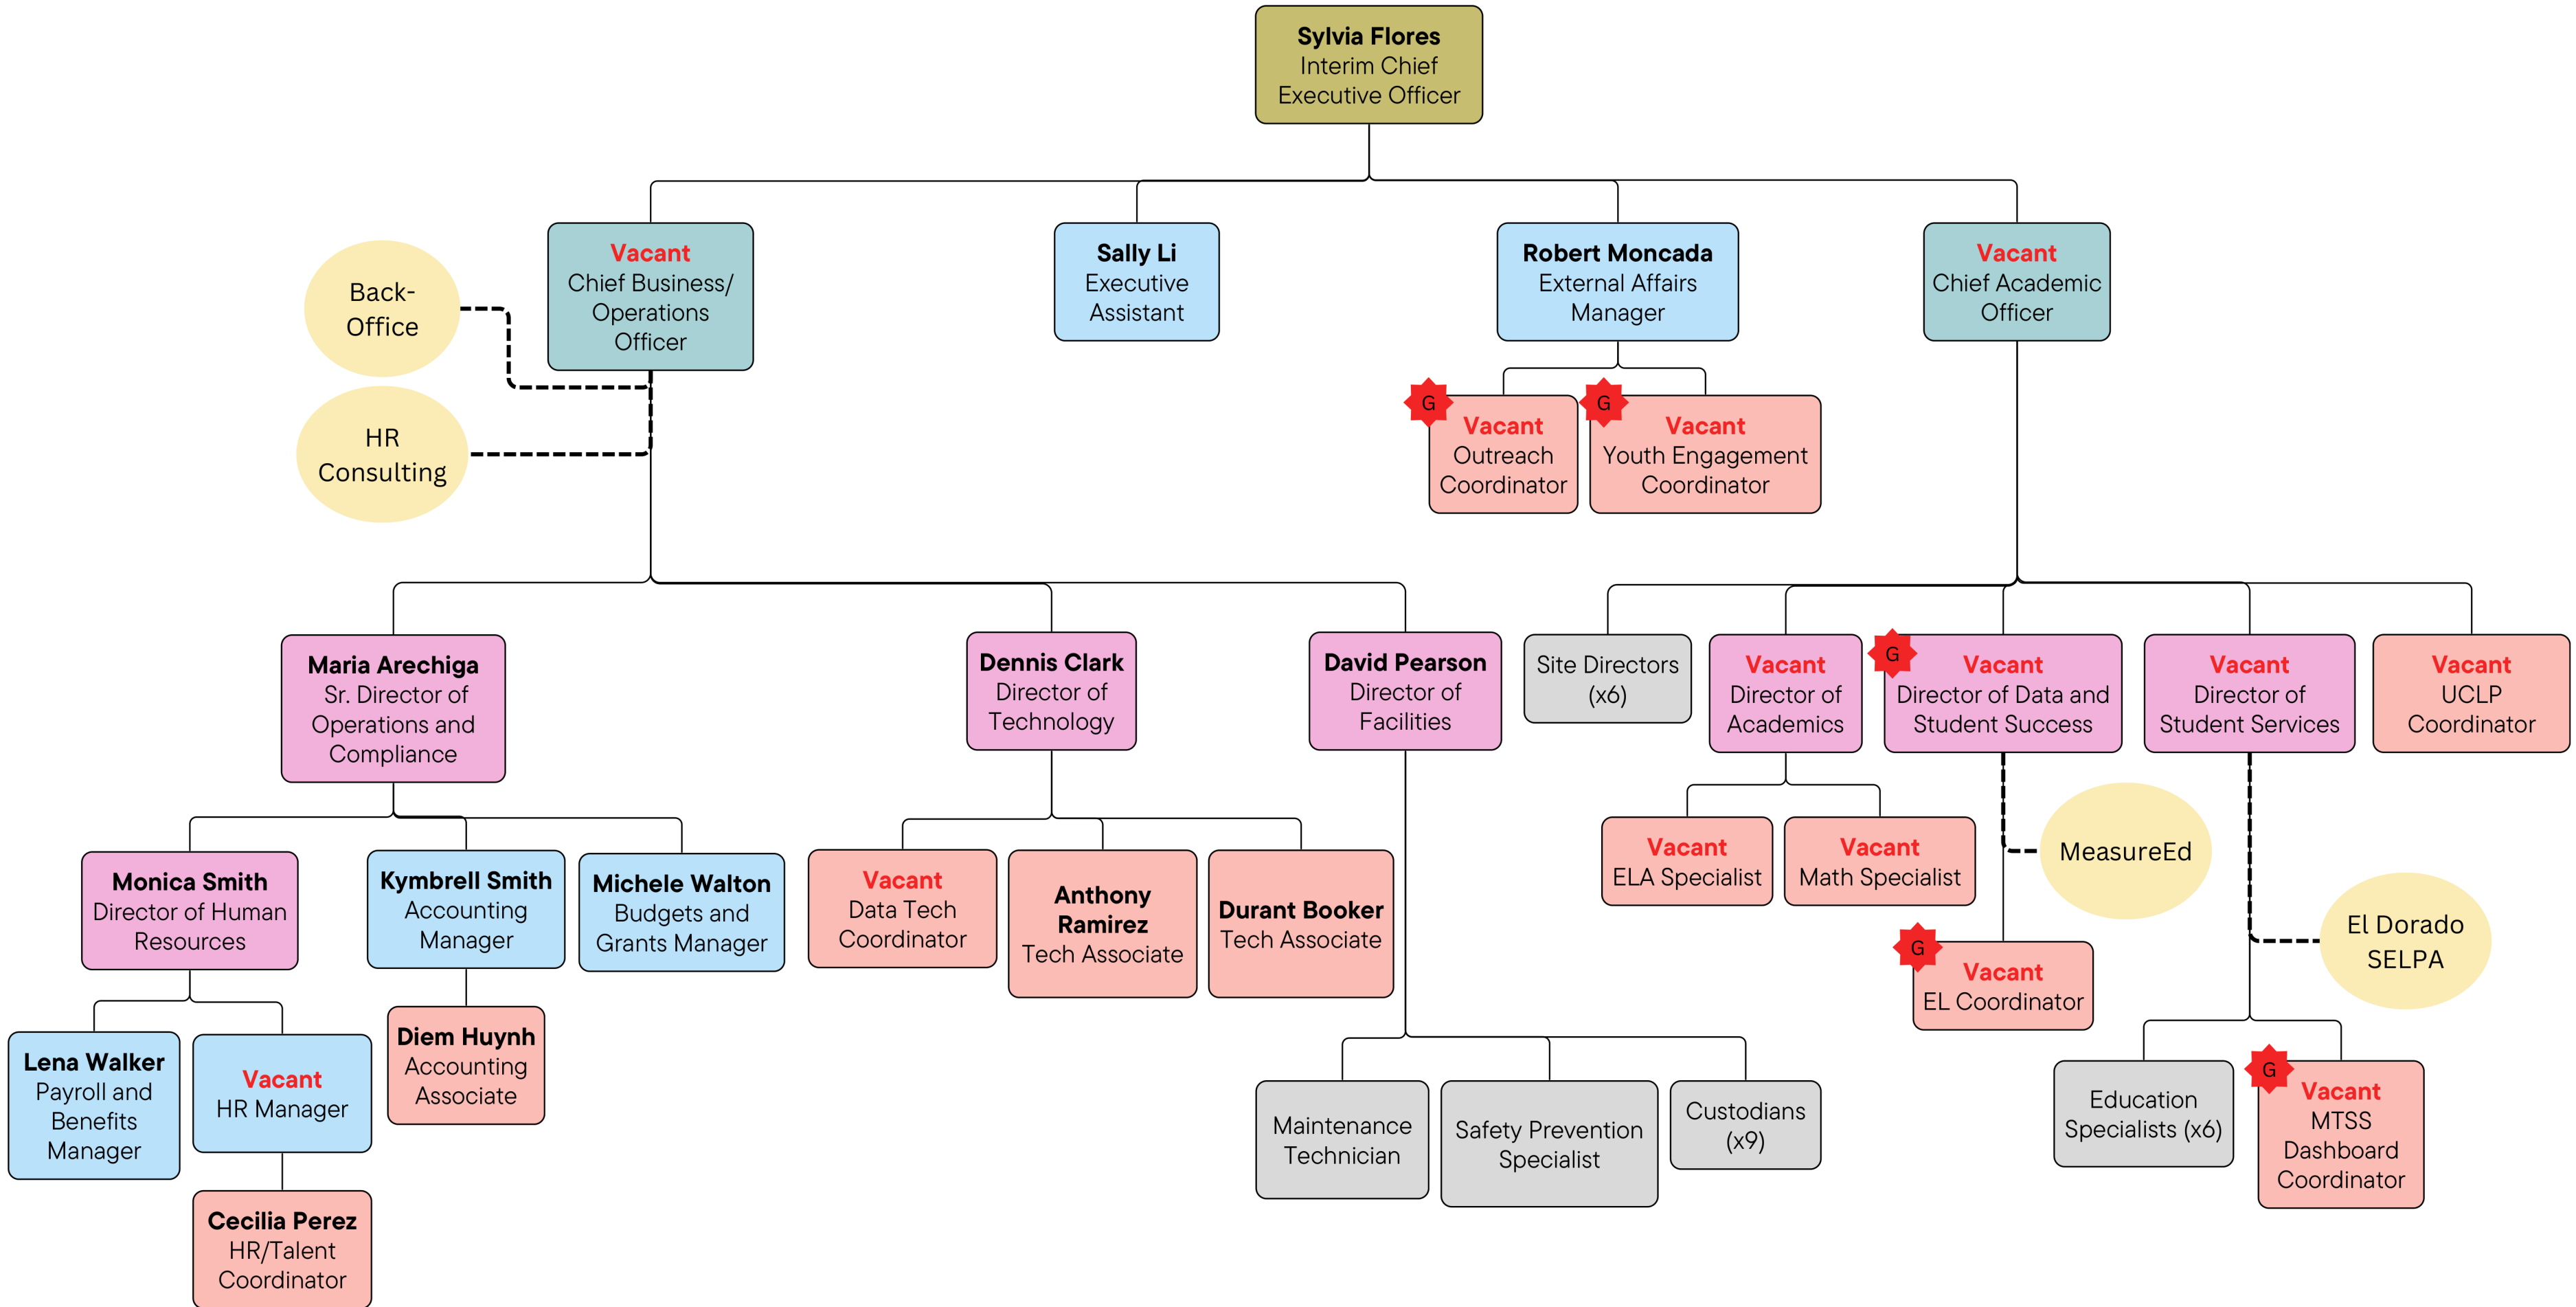 Sylvia Flores
Interim Chief
Executive Officer
Vacant
Chief Business/
Operations
Officer
Sally Li
Executive
Assistant
Robert Moncada
External Affairs
Manager
Vacant
Chief Academic
Officer
Back-
Office
HR
Consulting
G
Vacant
Outreach
Coordinator
G
Vacant
Youth Engagement
Coordinator
Maria Arechiga
Sr. Director of
Operations and
Compliance
Dennis Clark
Director of
Technology
David Pearson
Director of
Facilities
Site Directors
(x6)
Vacant
Director of
Academics
G
Vacant
Director of Data and
Student Success
Vacant
Director of
Student Services
Vacant
UCLP
Coordinator
Monica Smith
Director of Human
Resources
Kymbrell Smith
Accounting
Manager
Michele Walton
Budgets and
Grants Manager
Vacant
Data Tech
Coordinator
Anthony
Ramirez
Tech Associate
Durant Booker
Tech Associate
Vacant
ELA Specialist
Vacant
Math Specialist
MeasureEd
El Dorado
SELPA
G
Vacant
EL Coordinator
Lena Walker
Payroll and
Benefits
Manager
Vacant
HR Manager
Diem Huynh
Accounting
Associate
Maintenance
Technician
Safety Prevention
Specialist
Custodians
(x9)
Education
Specialists (x6)
G
Vacant
MTSS
Dashboard
Coordinator
Cecilia Perez
HR/Talent
Coordinator